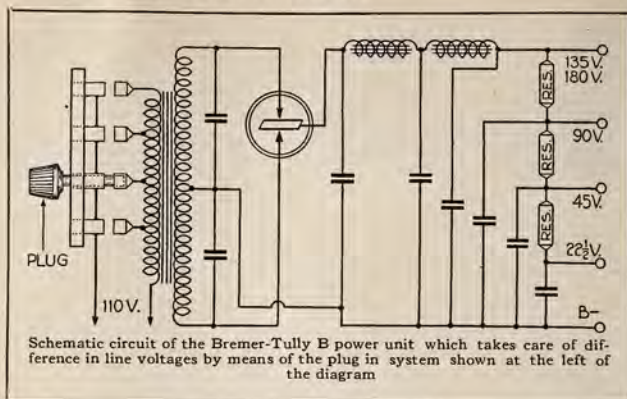 135V.
180V.
RES.
90V.
RES.
45V.
RES.
22½V.
B-
PLUG
110V.
Schematic circuit of the Bremer-Tully B power unit which takes care of dif-
ference in line voltages by means of the plug in system shown at the left of
the diagram